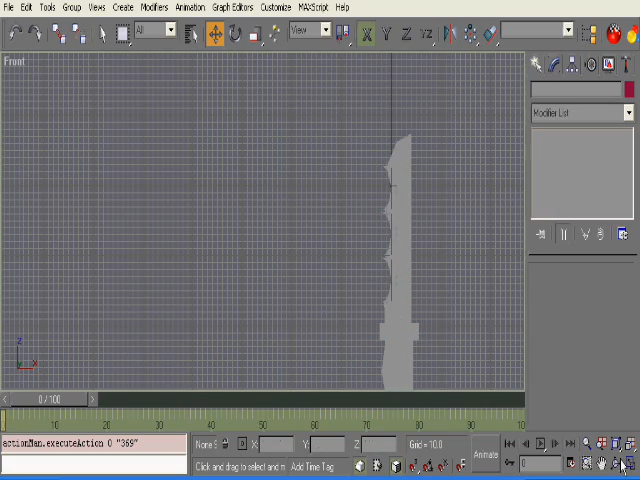 File Edit Tools Group Views Create Modifiers Animation Graph Editors Customize MAXScript Help
All
View
X Y Z YZ
Front
Modifier List
z
x
0 / 100
10 20 30 40 50 60 70 80 90 100
actionMan.executeAction 0 "369"
None S X: Y: Z: Grid = 10.0
Animate
Click and drag to select and m Add Time Tag
0